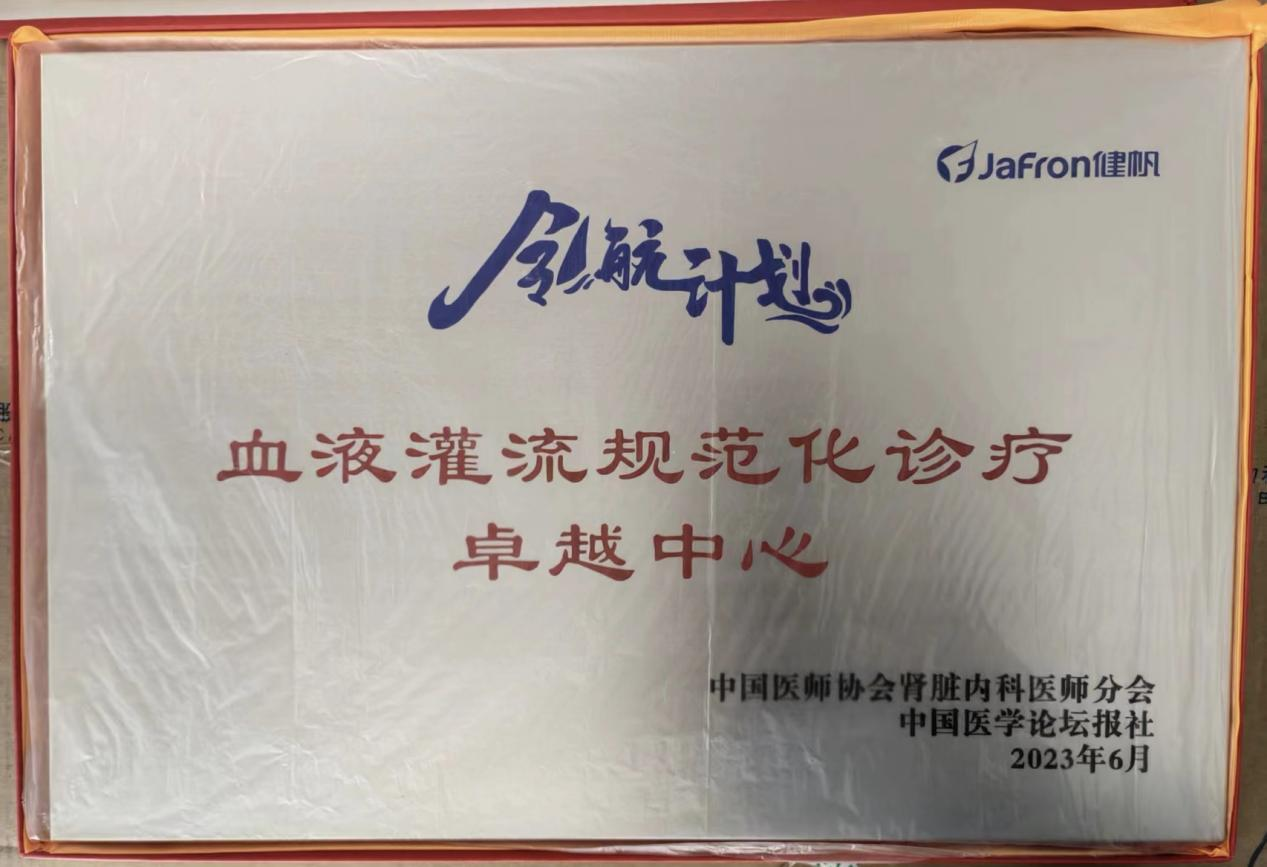 JaFron健帆
领航计划
血液灌流规范化诊疗
卓越中心
中国医师协会肾脏内科医师分会
中国医学论坛报社
2023年6月